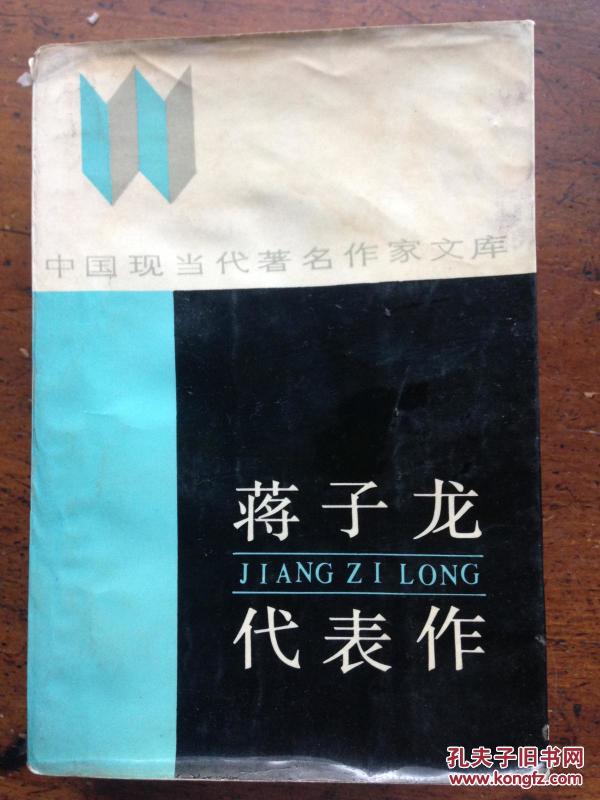 中国现当代著名作家文库
蒋子龙
JIANG ZI LONG
代表作
孔夫子旧书网
www.kongfz.com